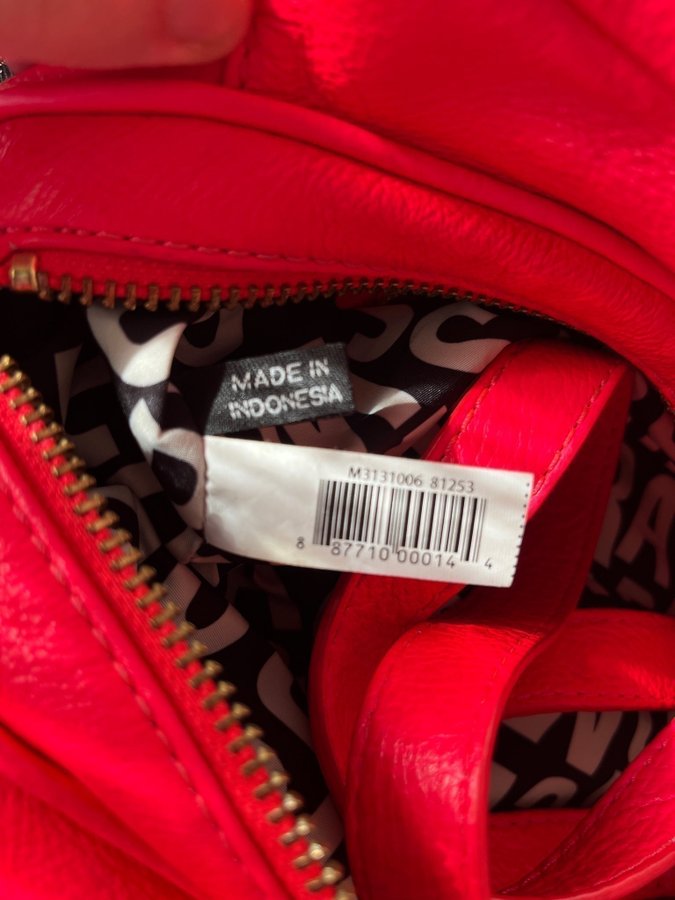 MADE IN
INDONESIA
M3131006 81253
8 87710 00014 4